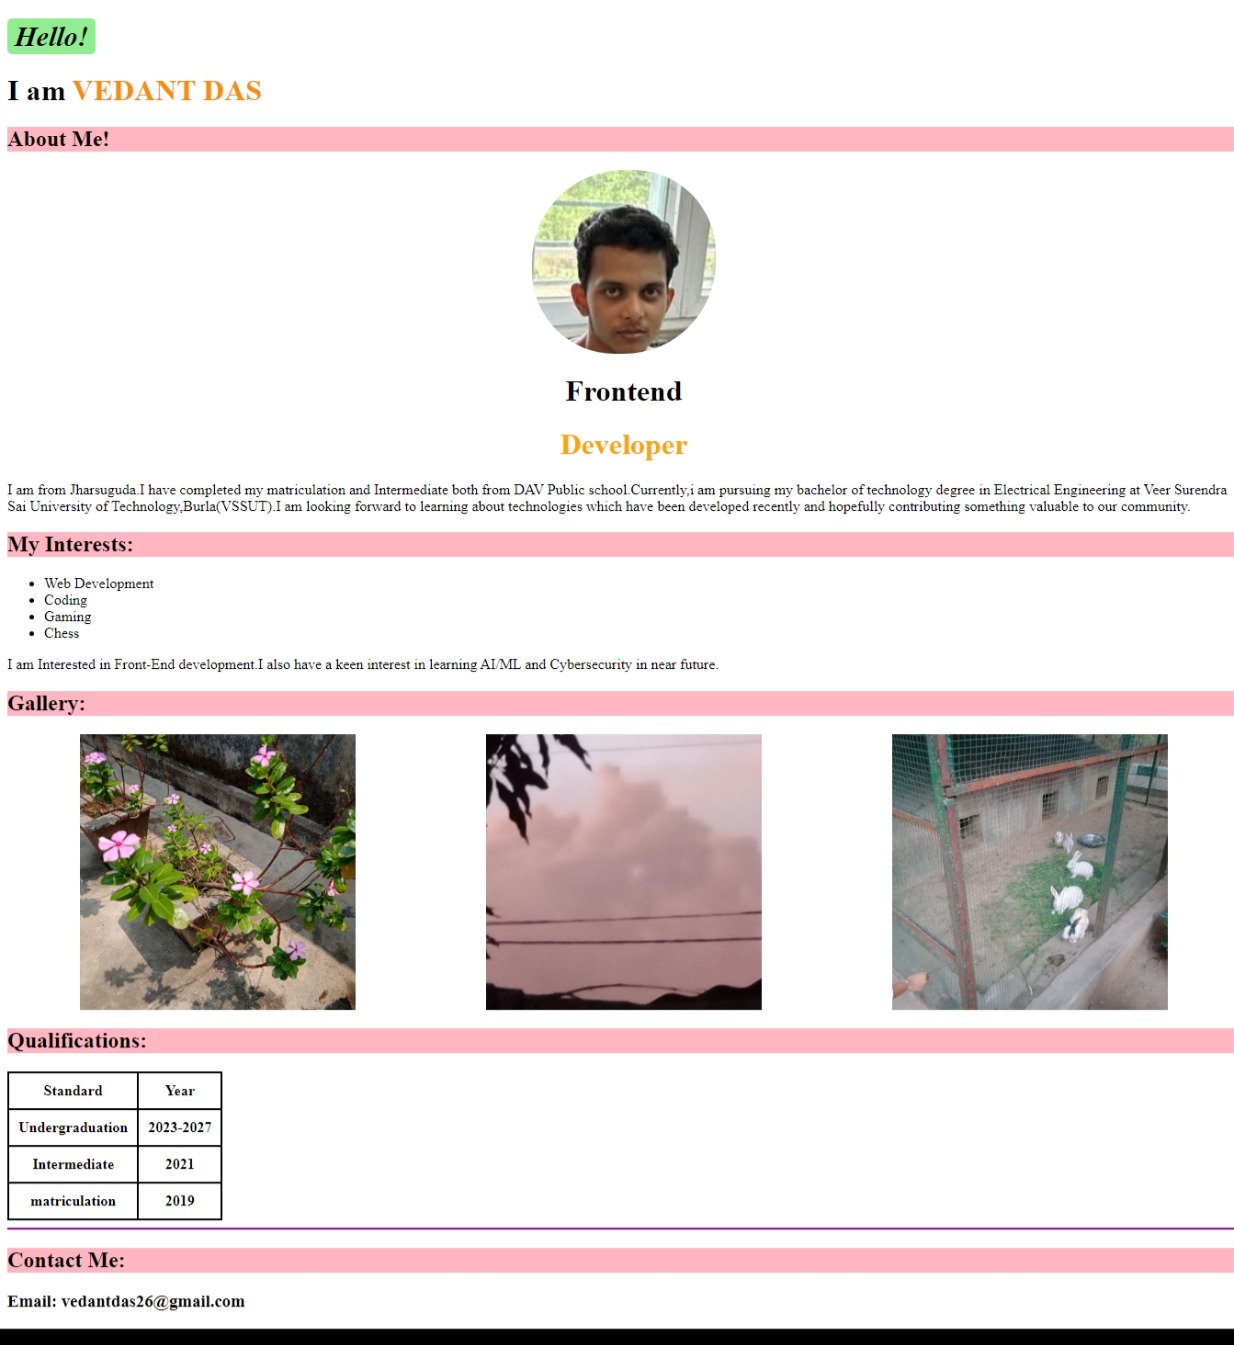 Hello!
I am VEDANT DAS
About Me!
Frontend
Developer
I am from Jharsuguda.I have completed my matriculation and Intermediate both from DAV Public school.Currently,i am pursuing my bachelor of technology degree in Electrical Engineering at Veer Surendra
Sai University of Technology,Burla(VSSUT).I am looking forward to learning about technologies which have been developed recently and hopefully contributing something valuable to our community.
My Interests:
• Web Development
• Coding
• Gaming
• Chess
I am Interested in Front-End development.I also have a keen interest in learning AI/ML and Cybersecurity in near future.
Gallery:
Qualifications:
Standard Year
Undergraduation 2023-2027
Intermediate 2021
matriculation 2019
Contact Me:
Email: vedantdas26@gmail.com